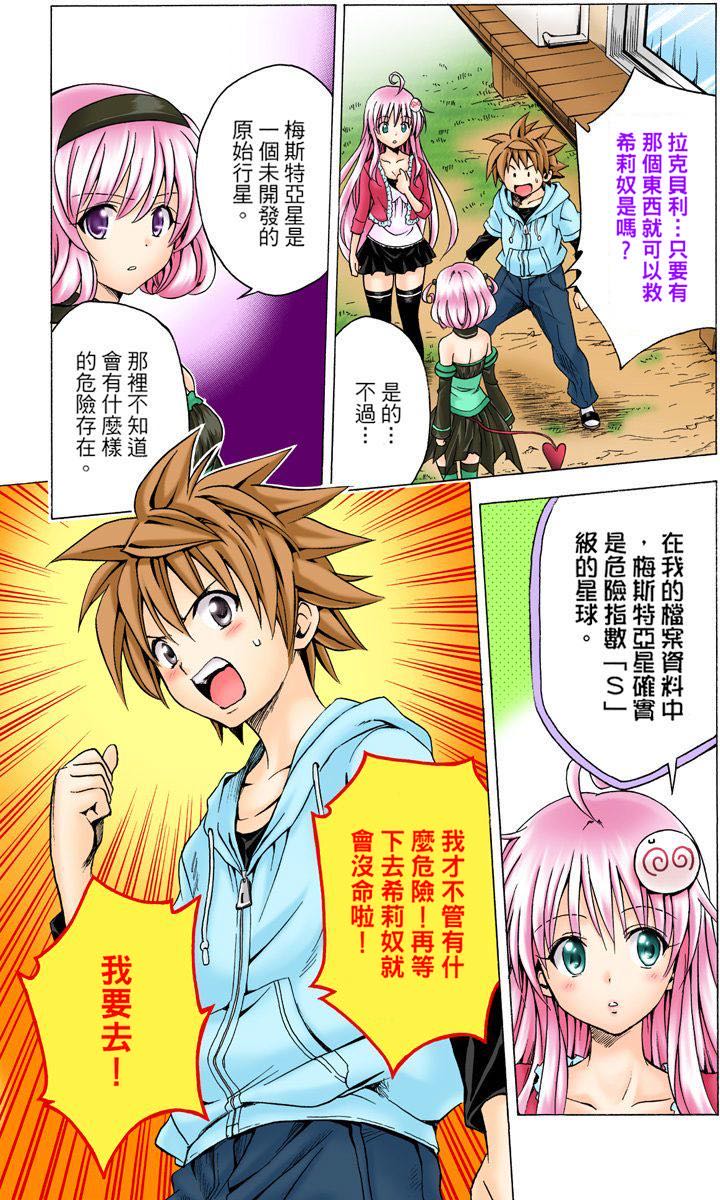 拉克貝利…只要有
那個東西就可以救
希莉奴是嗎？
是的…
不過…
梅斯特亞星是
一個未開發的
原始行星。
那裡不知道
會有什麼樣
的危險存在。
在我的檔案資料中
，梅斯特亞星確實
是危險指數「S」
級的星球。
我才不管有什
麼危險！再等
下去希莉奴就
會沒命啦！
我要去！